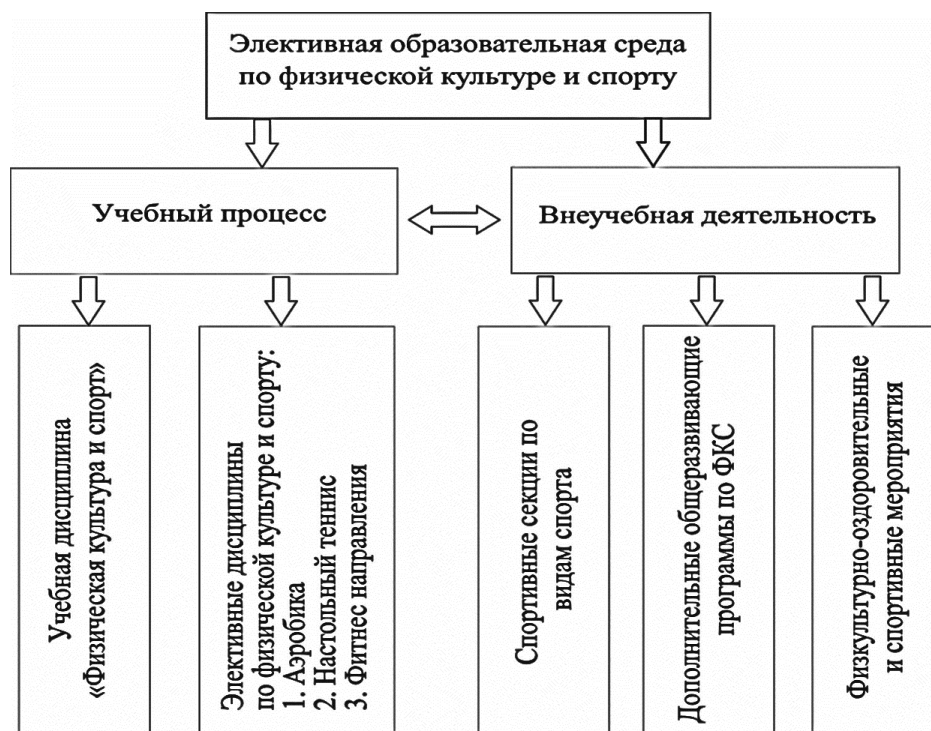 Элективная образовательная среда
по физической культуре и спорту
Учебный процесс
Внеучебная деятельность
Учебная дисциплина
«Физическая культура и спорт»
Элективные дисциплины
по физической культуре и спорту:
1. Аэробика
2. Настольный теннис
3. Фитнес направления
Спортивные секции по
видам спорта
Дополнительные общеразвивающие
программы по ФКС
Физкультурно-оздоровительные
и спортивные мероприятия